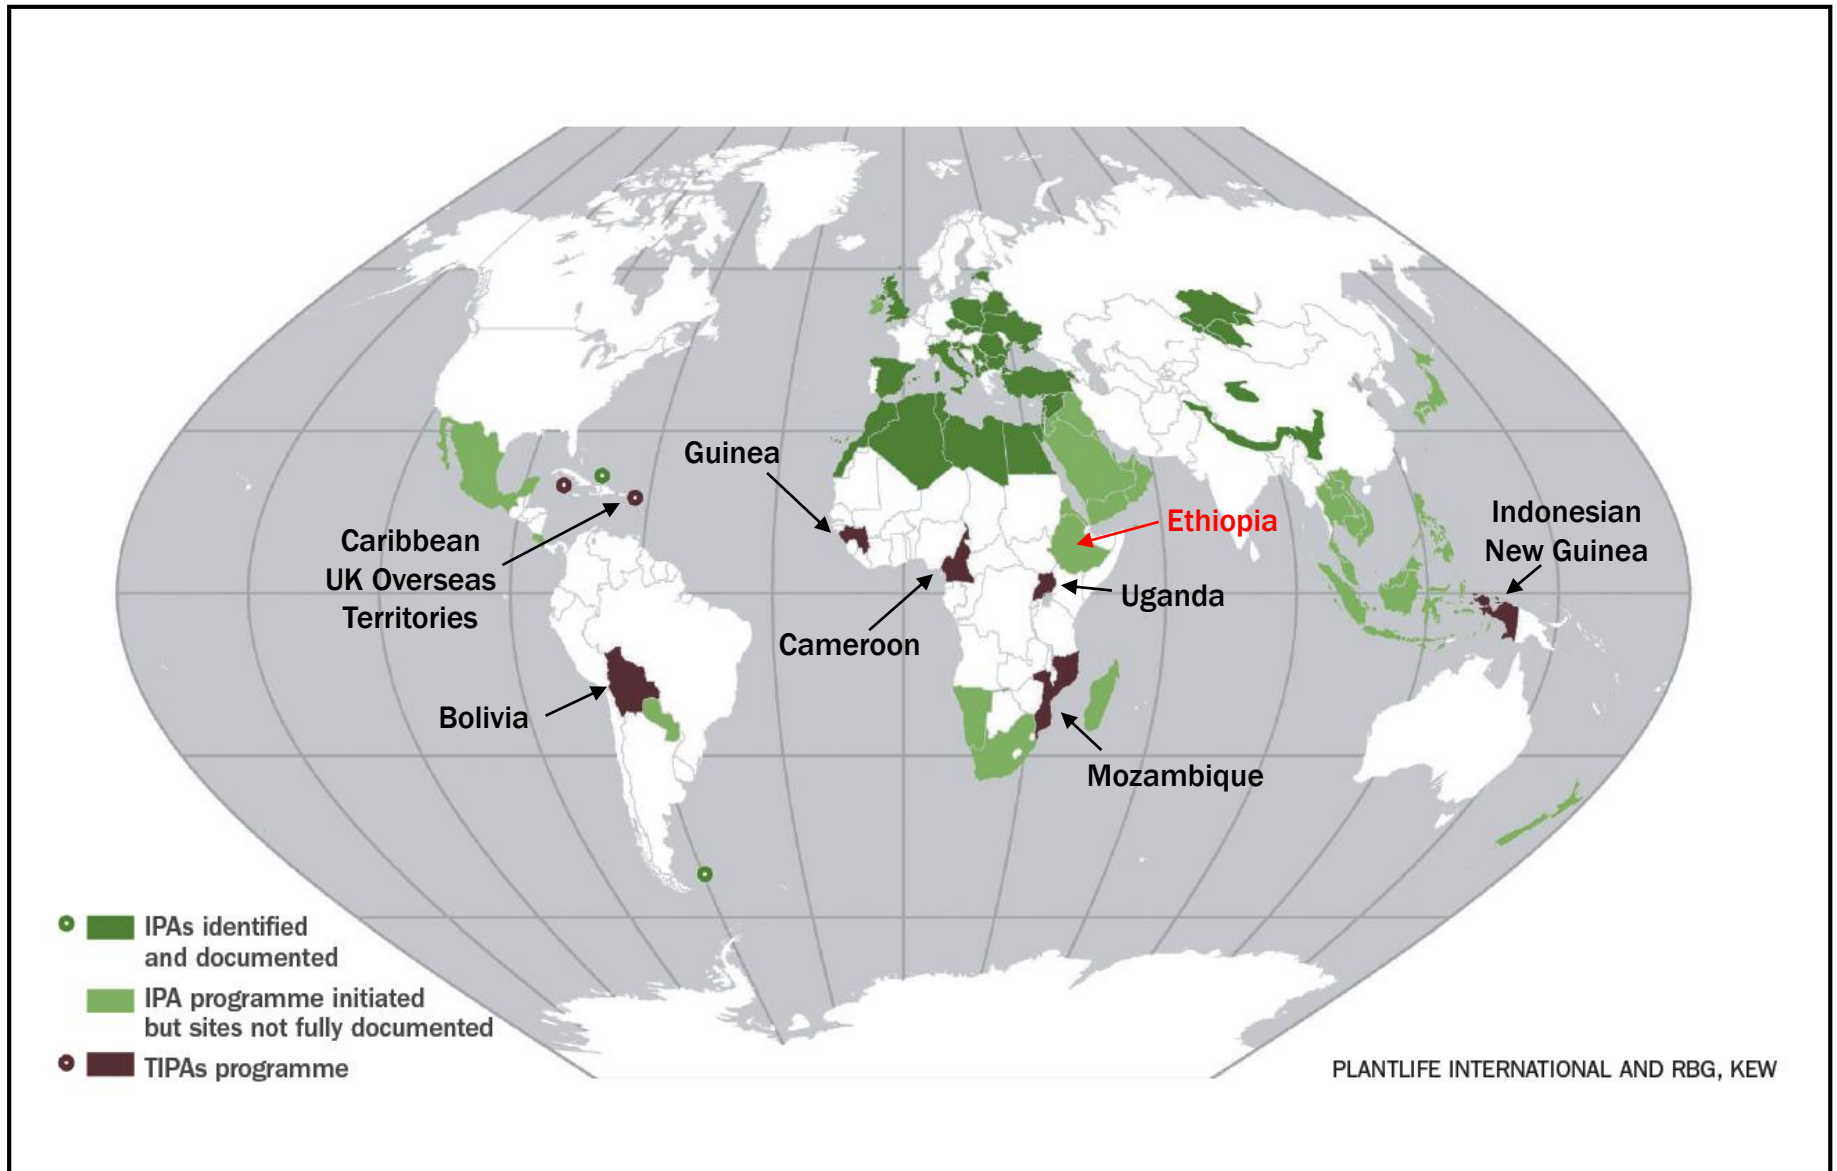 Guinea
Ethiopia
Indonesian
New Guinea
Caribbean
UK Overseas
Territories
Uganda
Cameroon
Bolivia
Mozambique
IPAs identified
and documented
IPA programme initiated
but sites not fully documented
TIPAs programme
PLANTLIFE INTERNATIONAL AND RBG, KEW